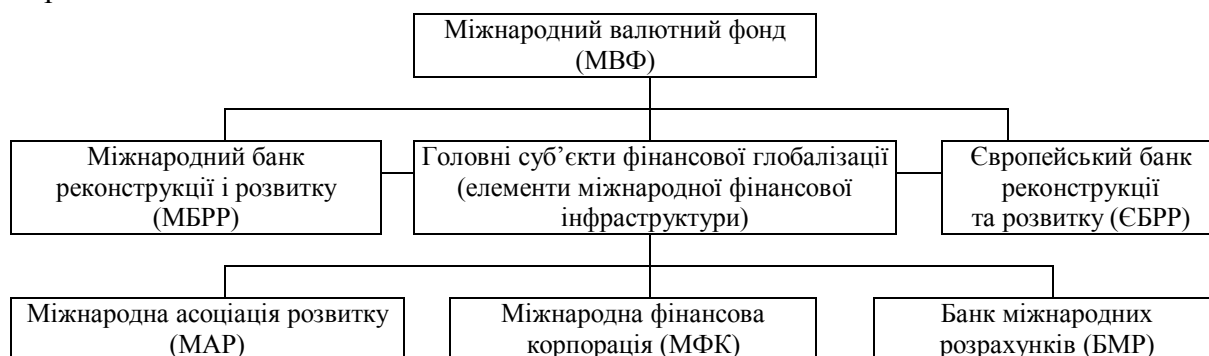 Міжнародний валютний фонд
(МВФ)
Міжнародний банк
реконструкції і розвитку
(МБРР)
Головні суб’єкти фінансової глобалізації
(елементи міжнародної фінансової
інфраструктури)
Європейський банк
реконструкції
та розвитку (ЄБРР)
Міжнародна асоціація розвитку
(МАР)
Міжнародна фінансова
корпорація (МФК)
Банк міжнародних
розрахунків (БМР)